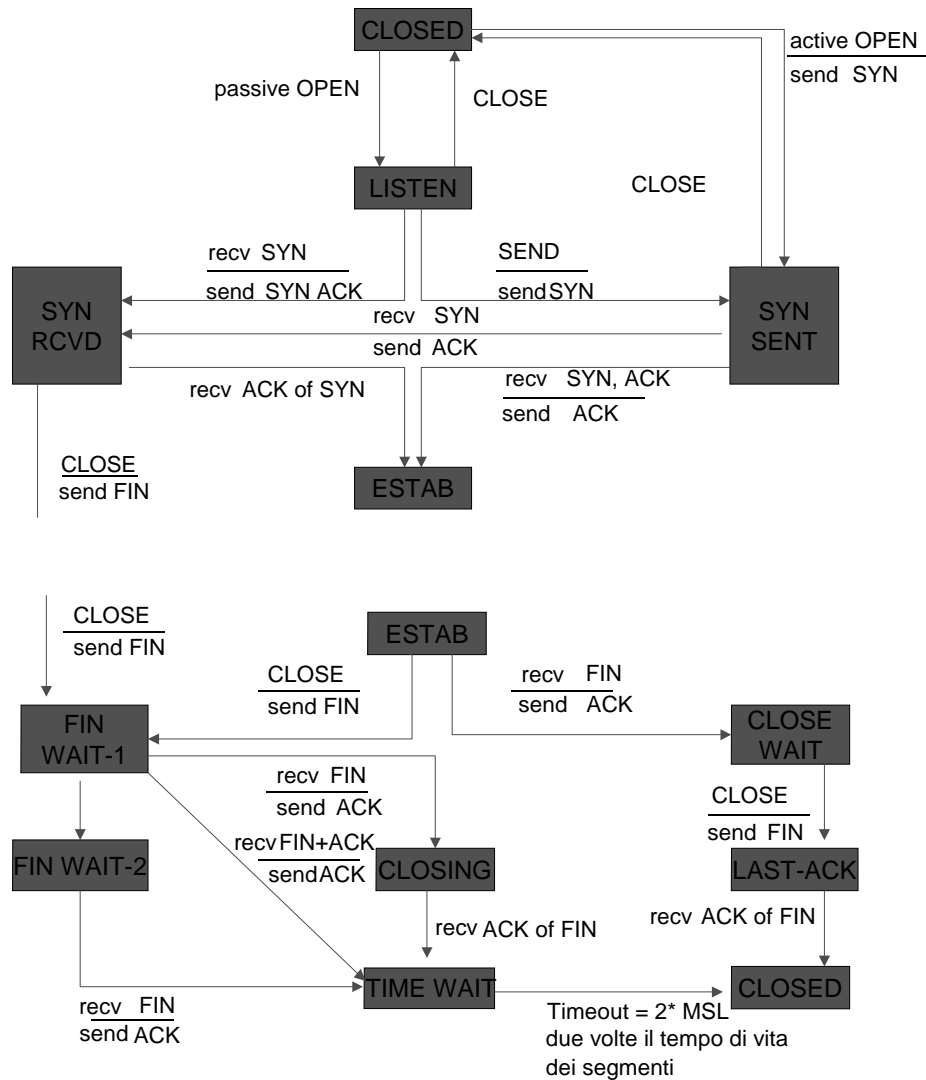 CLOSED
active OPEN
send SYN
passive OPEN
CLOSE
LISTEN
CLOSE
recv SYN
send SYN ACK
SEND
send SYN
SYN
RCVD
SYN
SENT
recv SYN
send ACK
recv ACK of SYN
recv SYN, ACK
send ACK
CLOSE
send FIN
ESTAB
CLOSE
send FIN
ESTAB
CLOSE
send FIN
recv FIN
send ACK
FIN
WAIT-1
CLOSE
WAIT
recv FIN
send ACK
CLOSE
send FIN
recv FIN+ACK
send ACK
FIN WAIT-2
CLOSING
LAST-ACK
recv ACK of FIN
recv ACK of FIN
TIME WAIT
CLOSED
recv FIN
send ACK
Timeout = 2* MSL
due volte il tempo di vita
dei segmenti